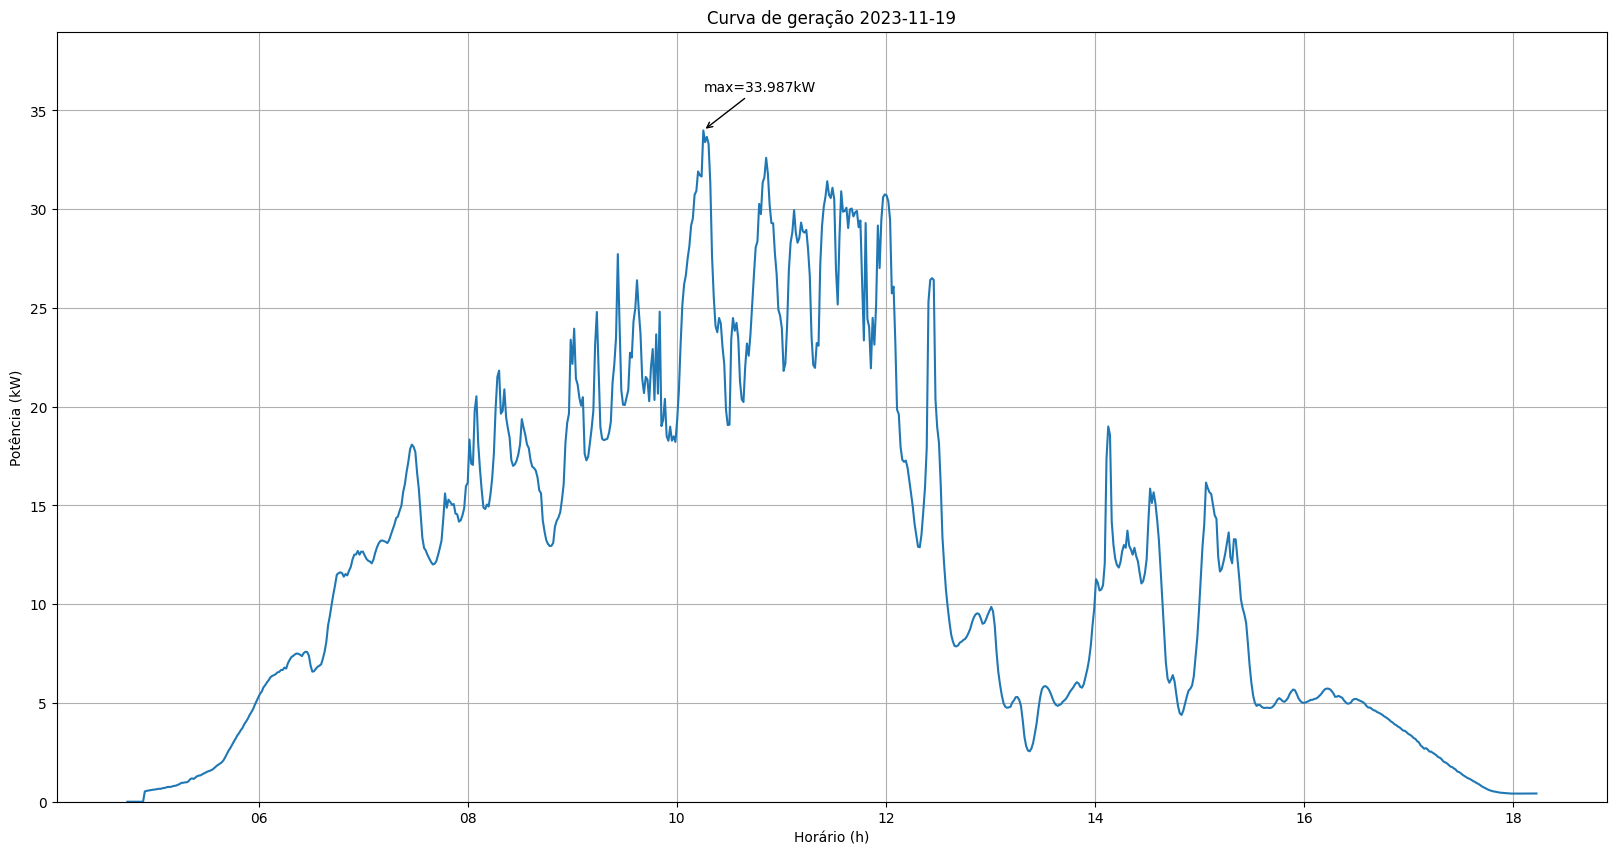 Curva de geração 2023-11-19
max=33.987kW
35
30
25
20
15
10
5
0
Potência (kW)
06 08 10 12 14 16 18
Horário (h)